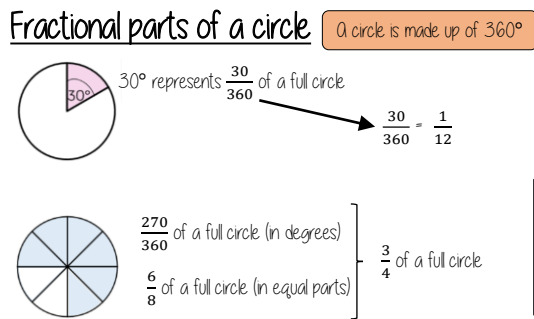 Fractional parts of a circle
a circle is made up of 360°
30°
30° represents 30/360 of a full circle
30/360 = 1/12
270/360 of a full circle (in degrees)
6/8 of a full circle (in equal parts)
3/4 of a full circle